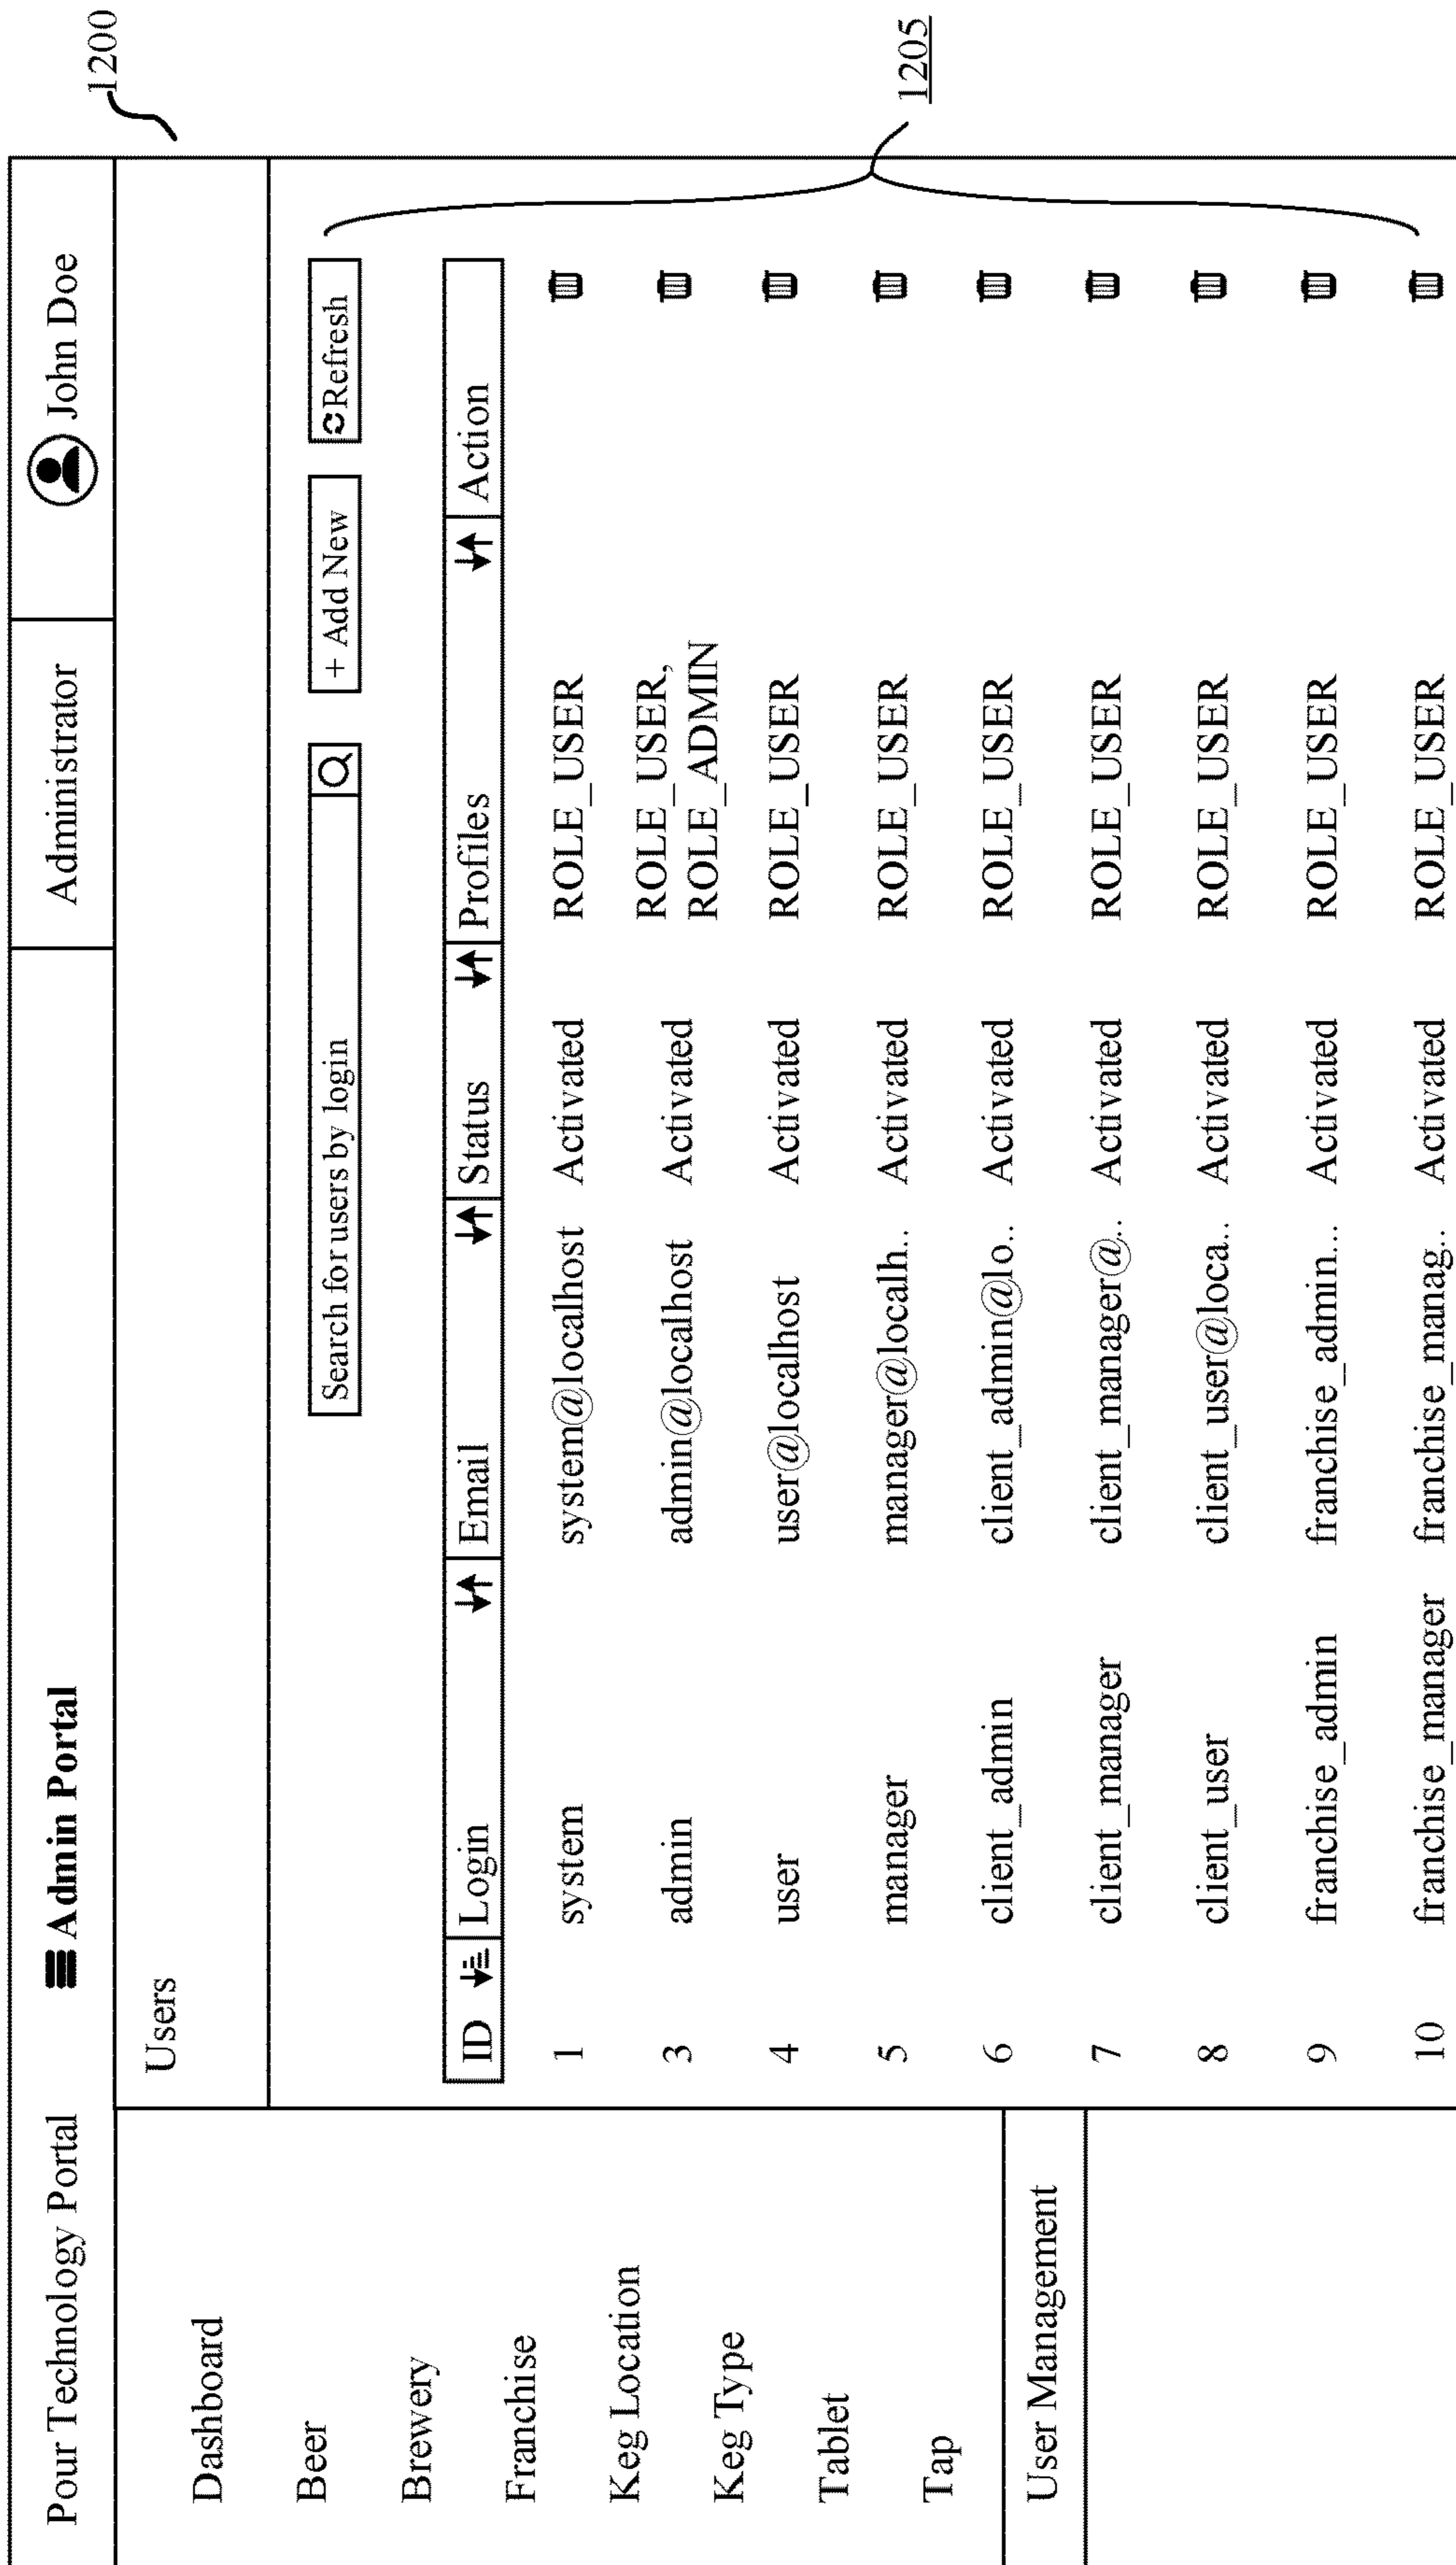 1200
Pour Technology Portal Admin Portal Administrator John Doe
Users
Dashboard
Beer
Brewery
Franchise
Keg Location
Keg Type
Tablet
Tap
User Management
Search for users by login + Add New Refresh
ID Login Email Status Profiles Action
1 system system@localhost Activated ROLE_USER
3 admin admin@localhost Activated ROLE_USER,
ROLE_ADMIN
4 user user@localhost Activated ROLE_USER
5 manager manager@localh.. Activated ROLE_USER
6 client_admin client_admin@lo.. Activated ROLE_USER
7 client_manager client_manager@.. Activated ROLE_USER
8 client_user client_user@loca.. Activated ROLE_USER
9 franchise_admin franchise_admin... Activated ROLE_USER
10 franchise_manager franchise_manag.. Activated ROLE_USER
1205